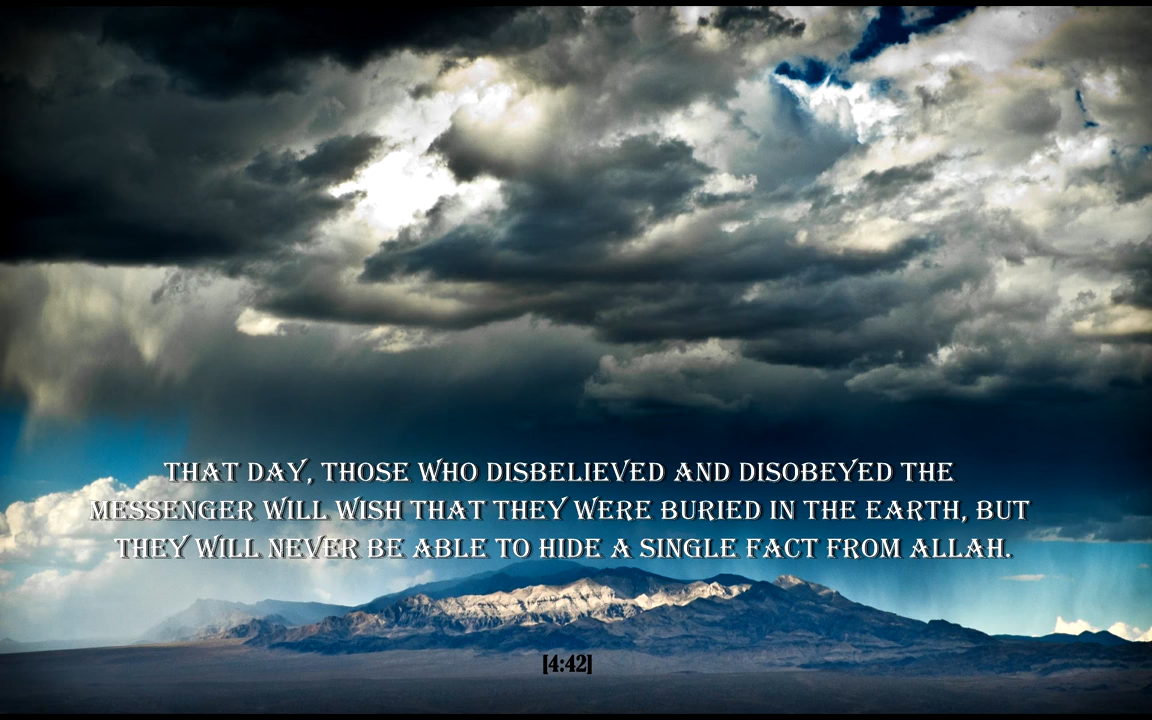 THAT DAY, THOSE WHO DISBELIEVED AND DISOBEYED THE
MESSENGER WILL WISH THAT THEY WERE BURIED IN THE EARTH, BUT
THEY WILL NEVER BE ABLE TO HIDE A SINGLE FACT FROM ALLAH.
[4:42]